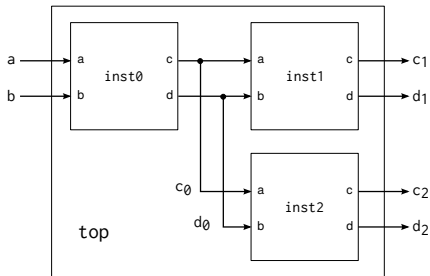 a a c a c c1
inst0 inst1
b b d b d d1
c0 a c c2
inst2
d0 b d d2
top